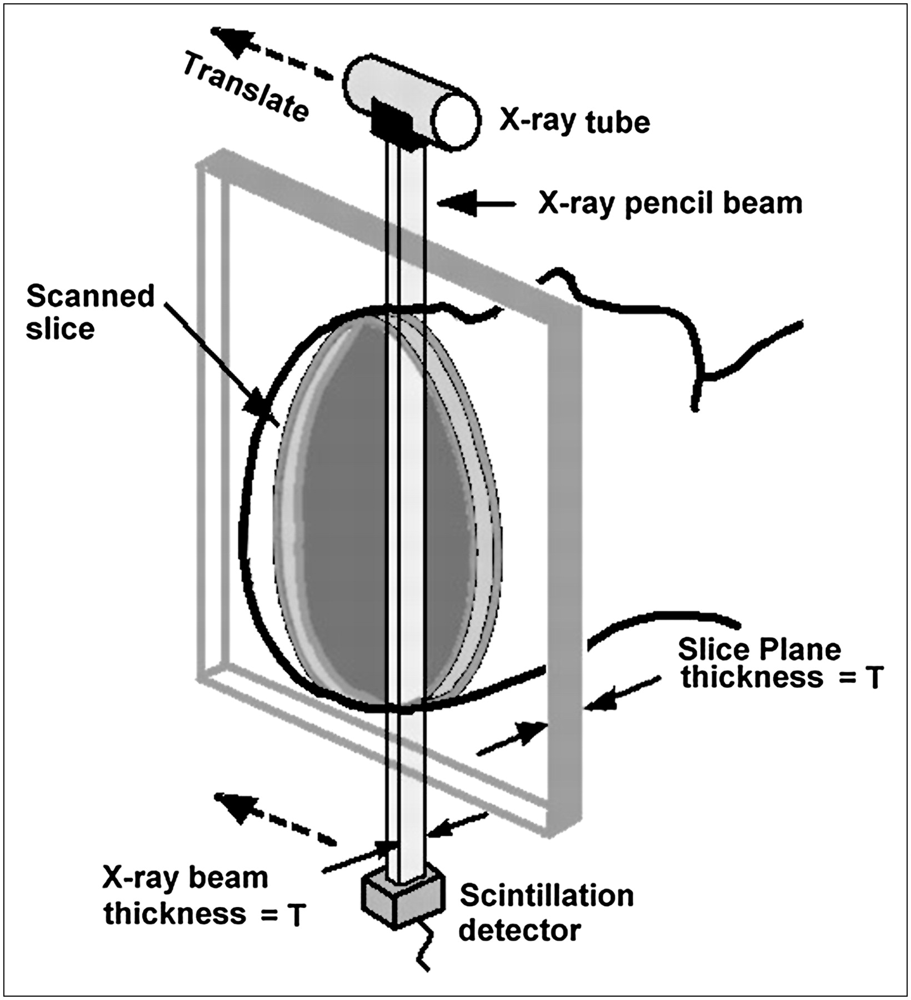 Translate
X-ray tube
X-ray pencil beam
Scanned
slice
Slice Plane
thickness = T
X-ray beam
thickness = T
Scintillation
detector